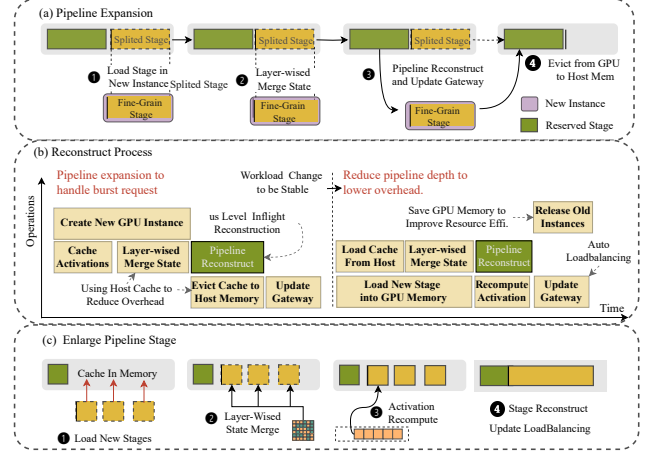 (a) Pipeline Expansion
Splited Stage
Splited Stage
Splited Stage
1 Load Stage in
New Instance
Splited Stage
2 Layer-wised
Merge State
3 Pipeline Reconstruct
and Update Gateway
4 Evict from GPU
to Host Mem
Fine-Grain
Stage
Fine-Grain
Stage
Fine-Grain
Stage
New Instance
Reserved Stage
(b) Reconstruct Process
Operations
Pipeline expansion to
handle burst request
Workload Change
to be Stable
Reduce pipeline depth to
lower overhead.
Create New GPU Instance
us Level Inflight
Reconstruction
Save GPU Memory to
Improve Resource Effi.
Release Old
Instances
Cache
Activations
Layer-wised
Merge State
Pipeline
Reconstruct
Load Cache
From Host
Layer-wised
Merge State
Pipeline
Reconstruct
Auto
Loadbalancing
Using Host Cache to
Reduce Overhead
Evict Cache to
Host Memory
Update
Gateway
Load New Stage
into GPU Memory
Recompute
Activation
Update
Gateway
Time
(c) Enlarge Pipeline Stage
Cache In Memory
1 Load New Stages
2 Layer-Wised
State Merge
3 Activation
Recompute
4 Stage Reconstruct
Update LoadBalancing